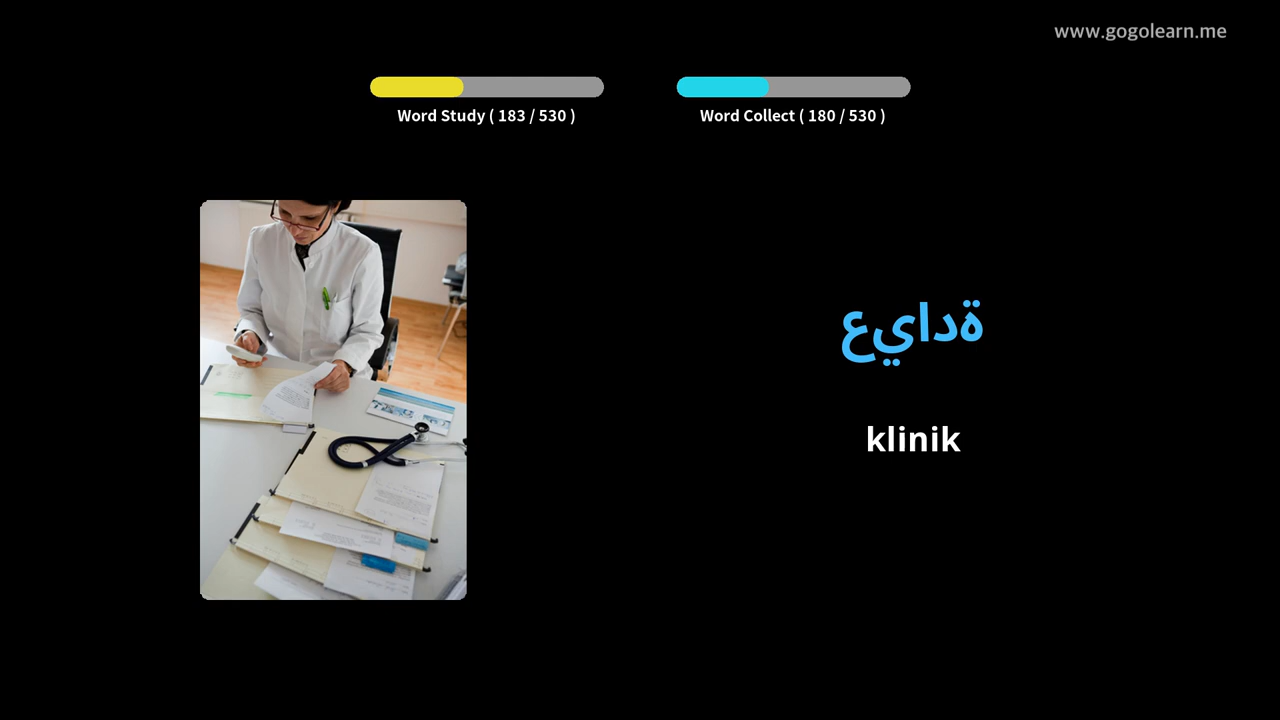 www.gogolearn.me
Word Study ( 183 / 530 )
Word Collect ( 180 / 530 )
عيادة
klinik